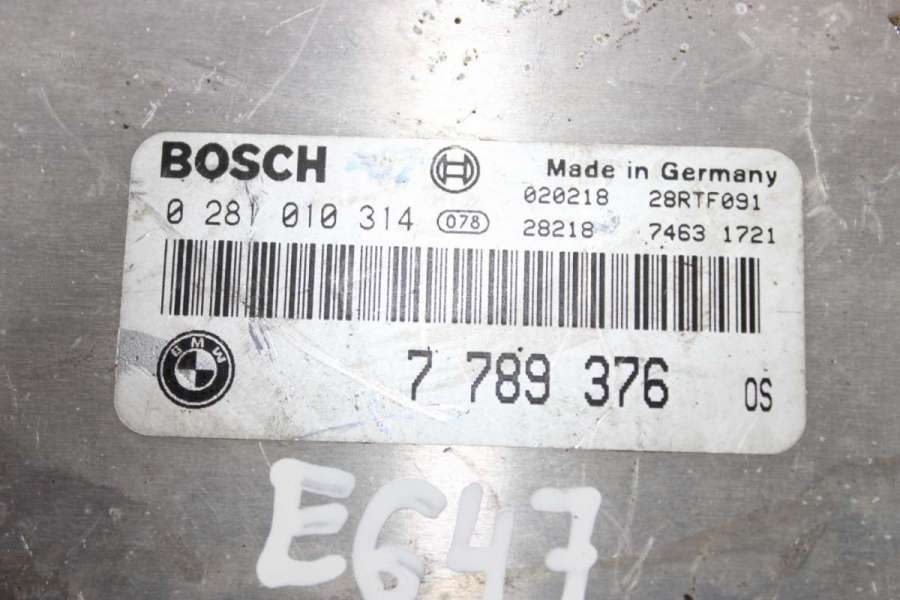 BOSCH Made in Germany
020218 28RTF091
0 281 010 314 078 28218 7463 1721
BMW 7 789 376 OS
E647